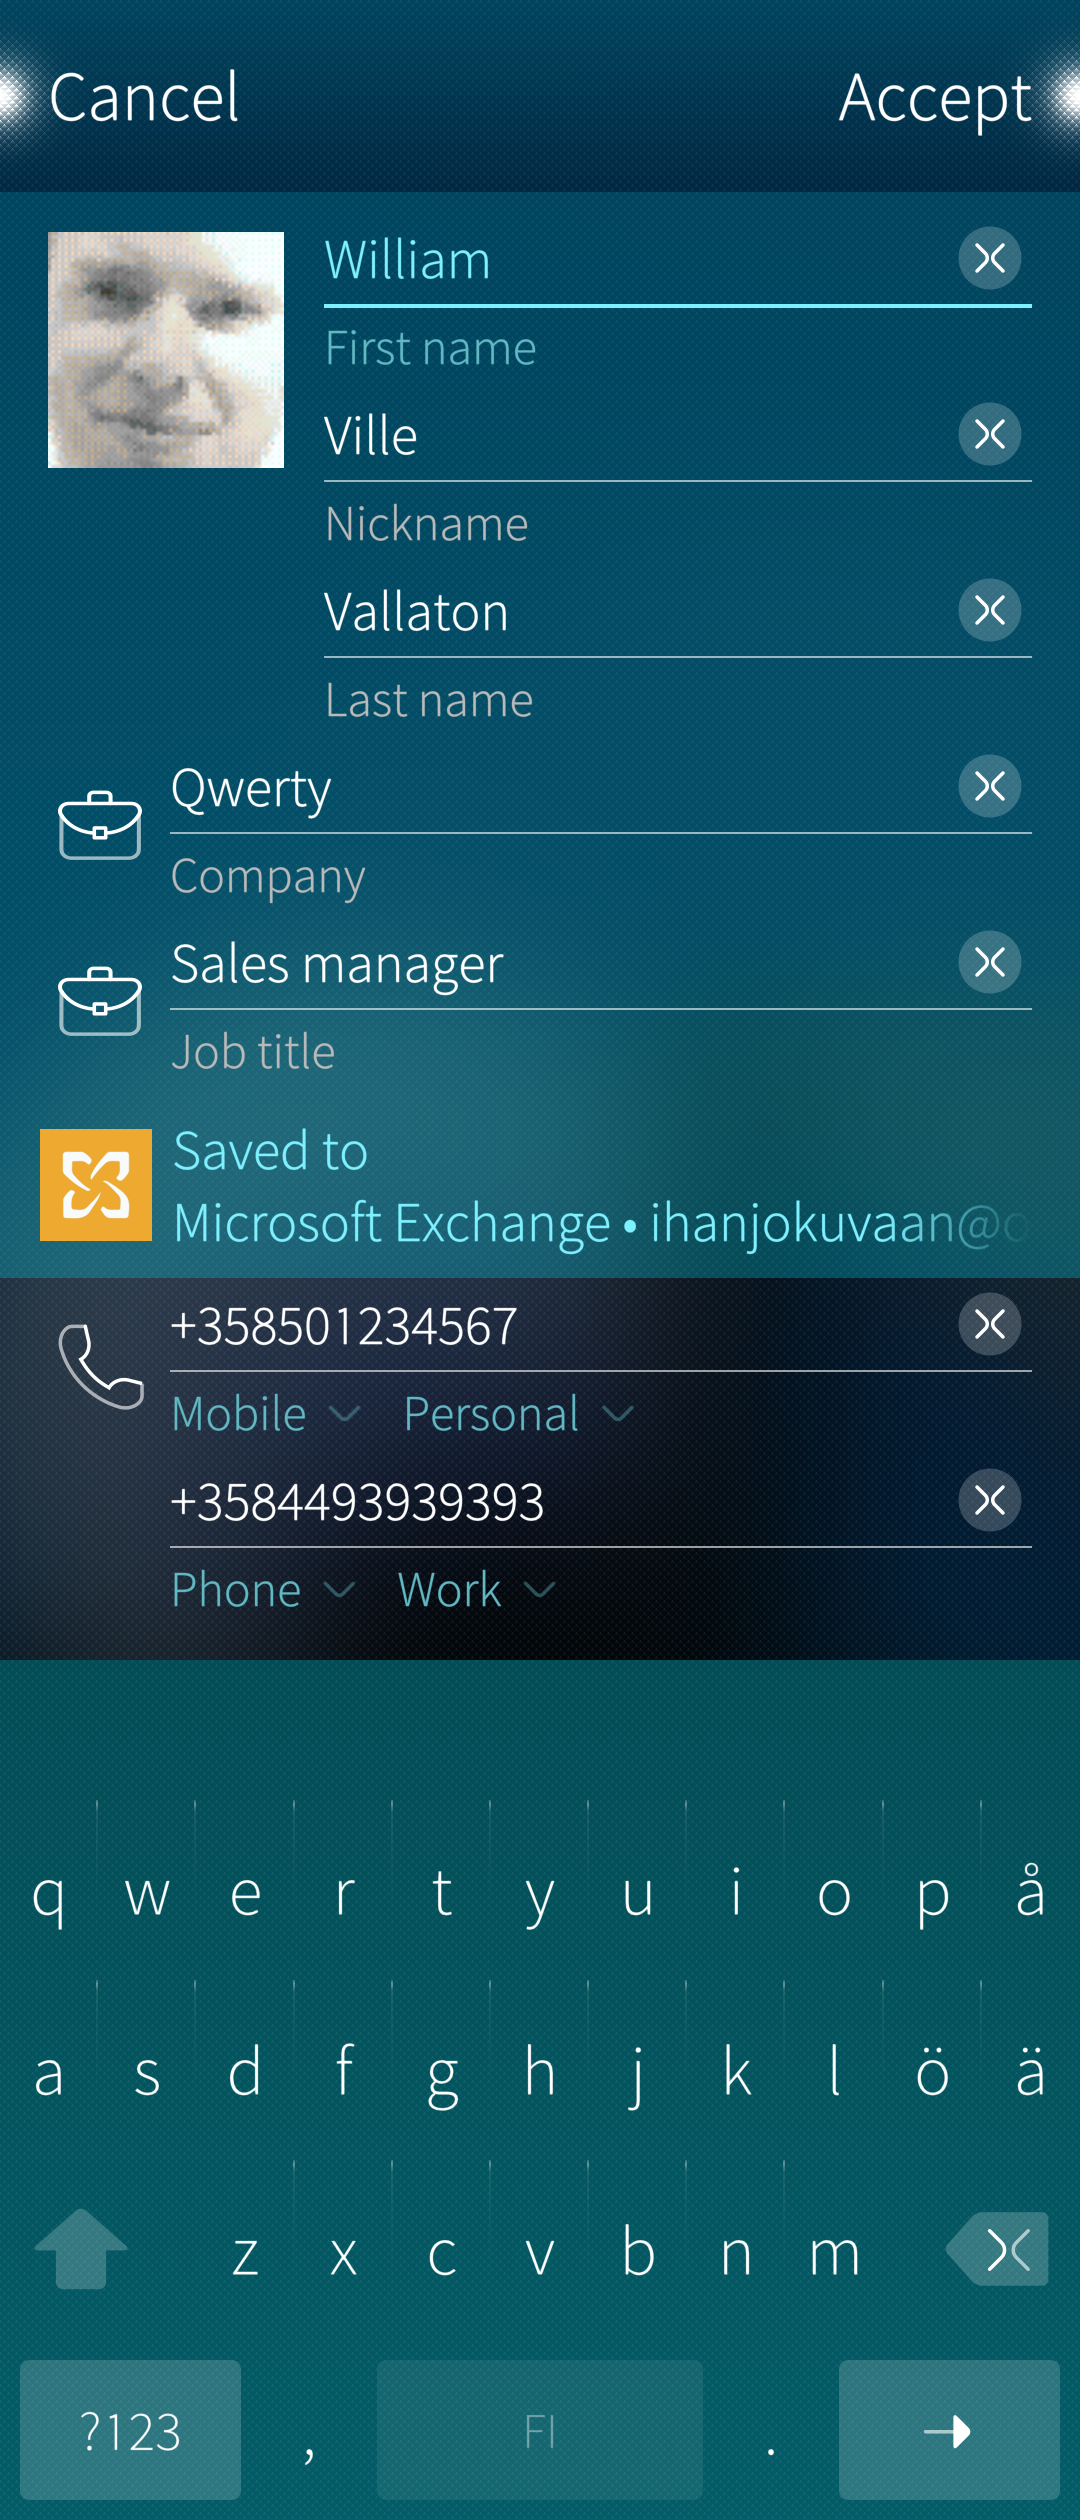 Cancel Accept
William
First name
Ville
Nickname
Vallaton
Last name
Qwerty
Company
Sales manager
Job title
Saved to
Microsoft Exchange • ihanjokuvaan@
+358501234567
Mobile Personal
+3584493939393
Phone Work
q w e r t y u i o p å
a s d f g h j k l ö ä
z x c v b n m
?123 , FI .